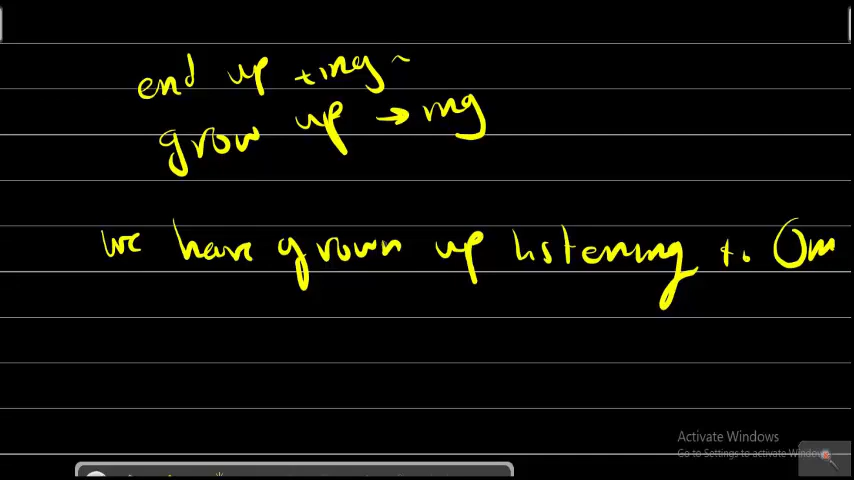 end up +ing
grow up → ing
we have grown up listening to Om
Activate Windows
Go to Settings to activate Windows.